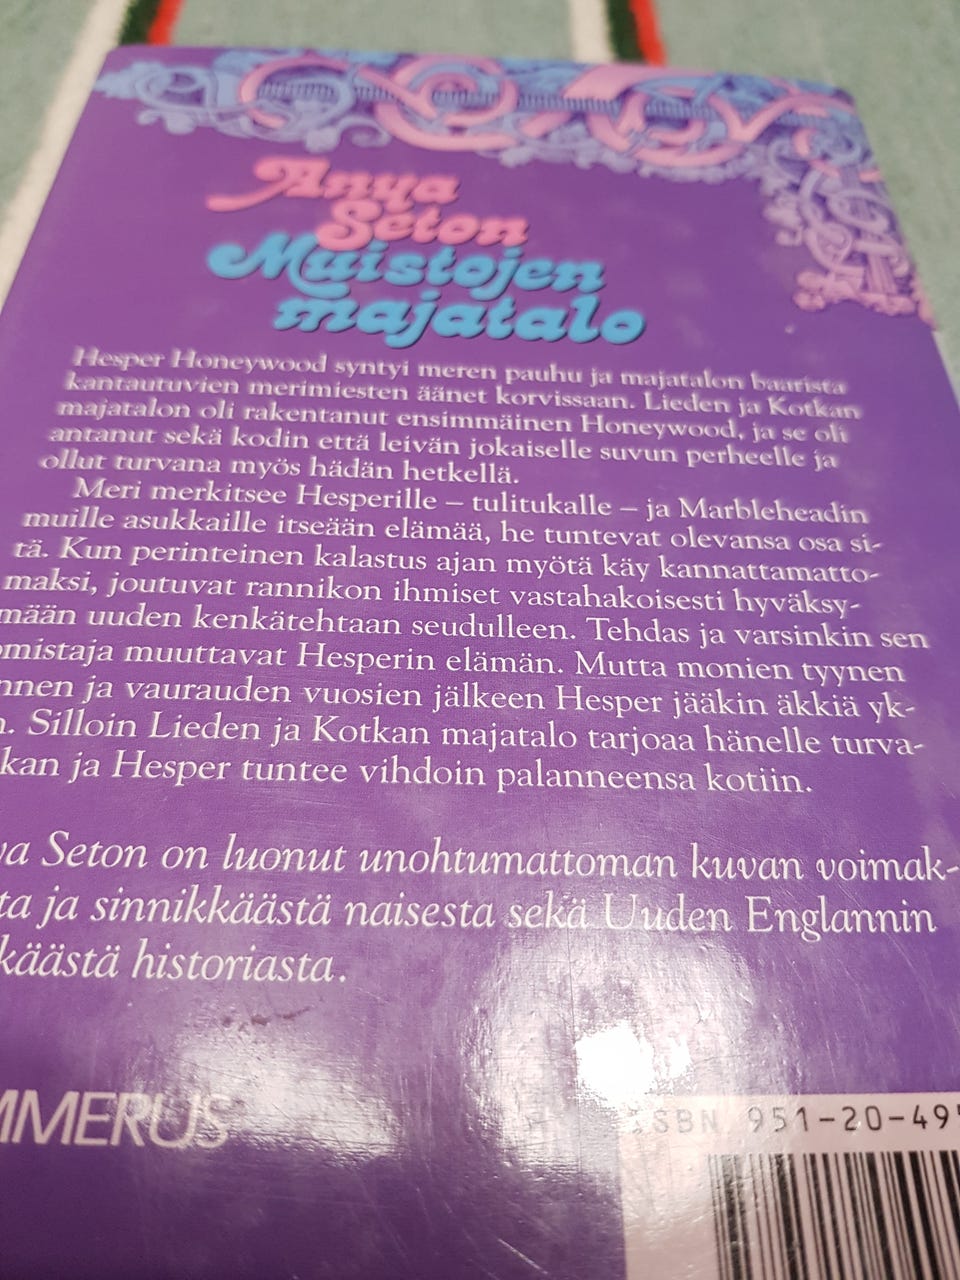 Anya
Seton
Muistojen
majatalo
Hesper Honeywood syntyi meren pauhu ja majatalon baarista
kantautuvien merimiesten äänet korvissaan. Lieden ja Kotkan
majatalon oli rakentanut ensimmäinen Honeywood, ja se oli
antanut sekä kodin että leivän jokaiselle suvun perheelle ja
ollut turvana myös hädän hetkellä.
Meri merkitsee Hesperille – tulitukalle – ja Marbleheadin
muille asukkaille itseään elämää, he tuntevat olevansa osa si-
tä. Kun perinteinen kalastus ajan myötä käy kannattamatto-
maksi, joutuvat rannikon ihmiset vastahakoisesti hyväksy-
mään uuden kenkätehtaan seudulleen. Tehdas ja varsinkin sen
omistaja muuttavat Hesperin elämän. Mutta monien tyynen
nnen ja vaurauden vuosien jälkeen Hesper jääkin äkkiä yk-
n. Silloin Lieden ja Kotkan majatalo tarjoaa hänelle turva-
kan ja Hesper tuntee vihdoin palanneensa kotiin.
ya Seton on luonut unohtumattoman kuvan voimak-
ta ja sinnikkäästä naisesta sekä Uuden Englannin
käästä historiasta.
MMERUS
ISBN 951-20-49